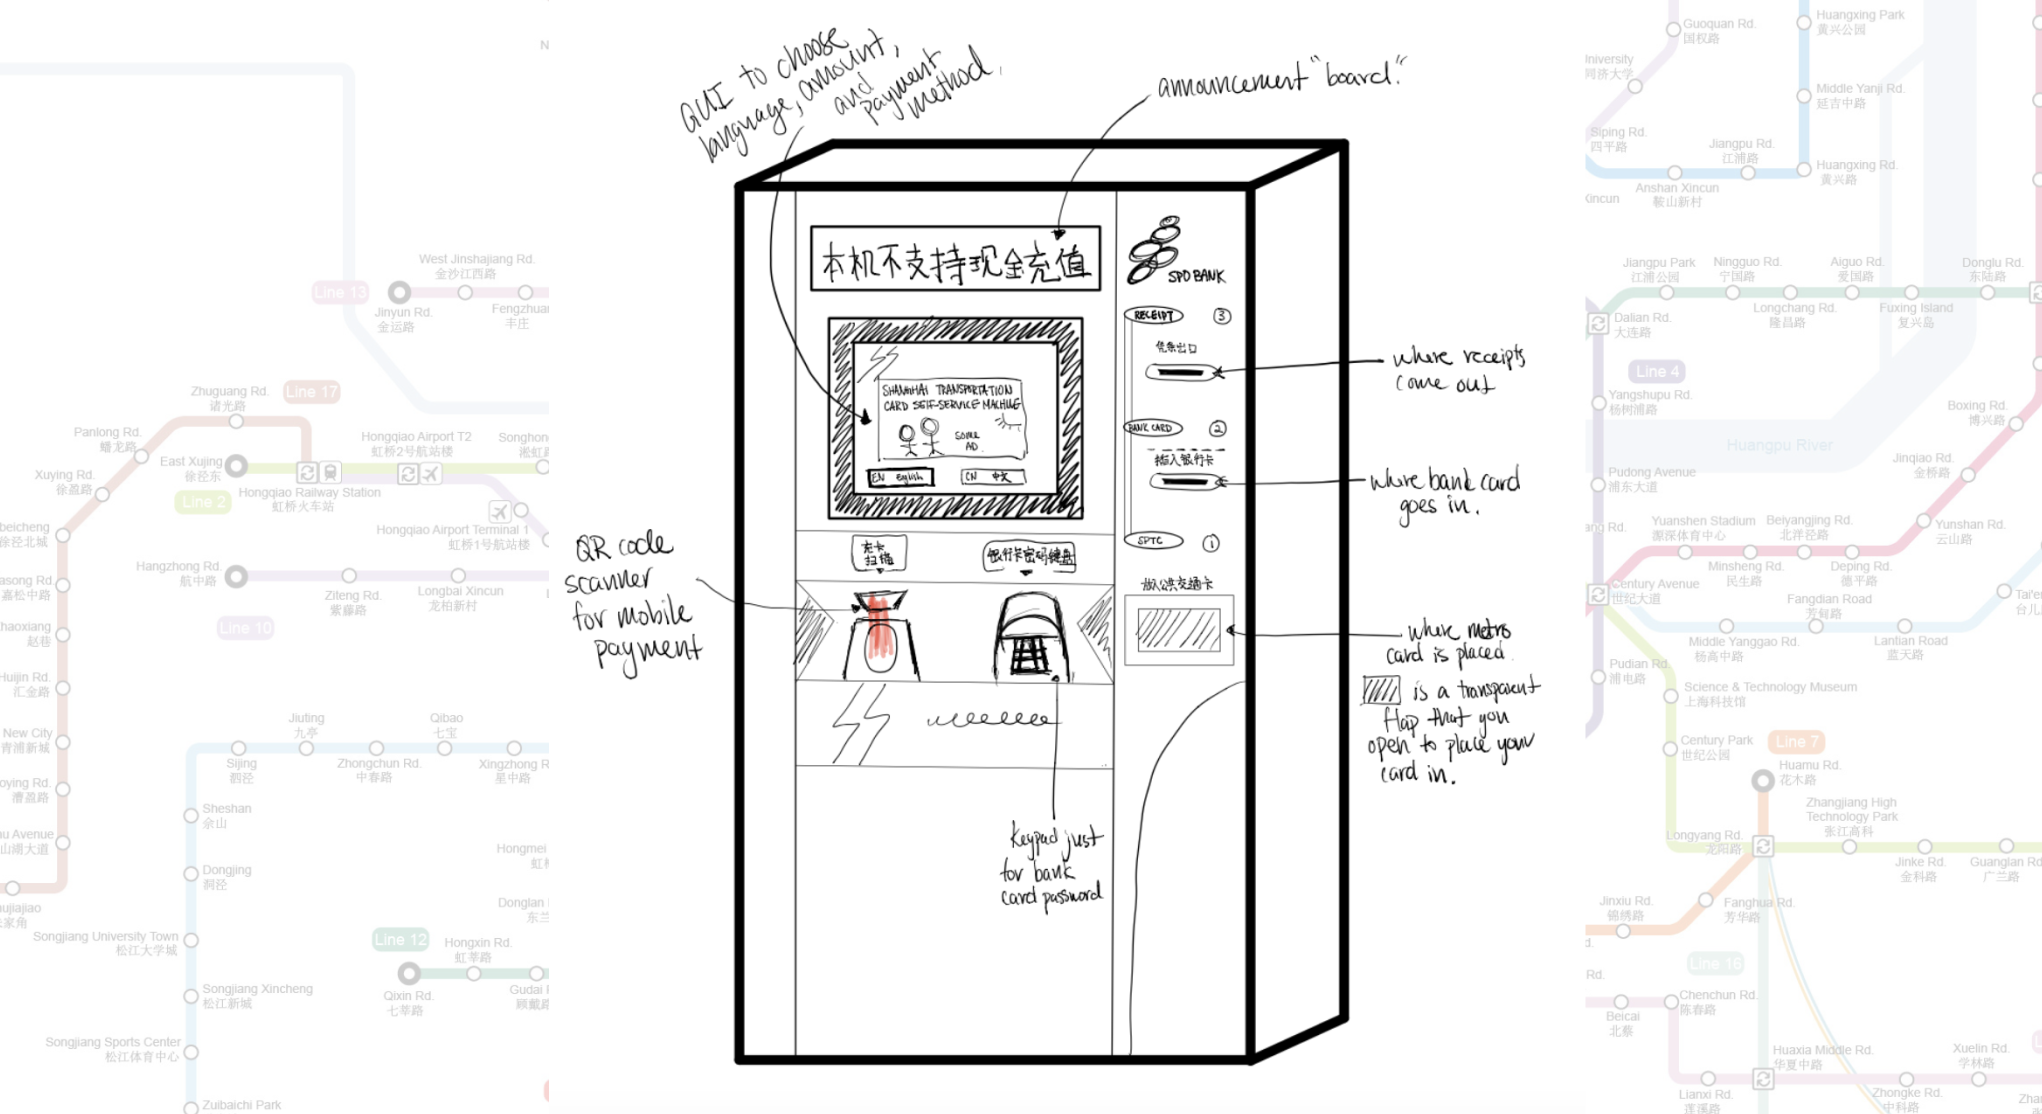 GUI to choose
language, amount,
and
payment
method.
announcement "board."
本机不支持现金充值
SPD BANK
RECEIPT ③
凭条出口
where receipts
come out
SHANGHAI TRANSPORTATION
CARD SELF-SERVICE MACHINE
SOME
AD
EN English
CN 中文
BANK CARD ②
插入银行卡
where bank card
goes in.
SPTC ①
放入公共交通卡
where metro
card is placed.
is a transparent
flap that you
open to place your
card in.
QR code
scanner
for mobile
payment
充卡
扫描
银行卡密码键盘
keypad just
for bank
card password
West Jinshajiang Rd.
金沙江西路
Line 13
Jinyun Rd.
金运路
Fengzhua
丰庄
Zhuguang Rd.
诸光路
Line 17
Panlong Rd.
蟠龙路
Hongqiao Airport T2
虹桥2号航站楼
Songhon
淞虹路
East Xujing
徐泾东
Xuying Rd.
徐盈路
Line 2
Hongqiao Railway Station
虹桥火车站
Hongqiao Airport Terminal 1
虹桥1号航站楼
beicheng
徐泾北城
Hangzhong Rd.
航中路
asong Rd.
嘉松中路
Ziteng Rd.
紫藤路
Longbai Xincun
龙柏新村
Line 10
haoxiang
赵巷
Huijin Rd.
汇金路
New City
青浦新城
Jiuting
九亭
Qibao
七宝
Sijing
泗泾
Zhongchun Rd.
中春路
Xingzhong R
星中路
oying Rd.
漕盈路
Sheshan
佘山
u Avenue
山湖大道
Dongjing
洞泾
Hongmei
虹
ujiajiao
朱家角
Donglan
东兰
Songjiang University Town
松江大学城
Line 12
Hongxin Rd.
虹莘路
Qixin Rd.
七莘路
Gudai
顾戴路
Songjiang Xincheng
松江新城
Songjiang Sports Center
松江体育中心
Zuibaichi Park
Guoquan Rd.
国权路
Huangxing Park
黄兴公园
University
同济大学
Middle Yanji Rd.
延吉中路
Siping Rd.
四平路
Jiangpu Rd.
江浦路
Huangxing Rd.
黄兴路
Xincun
Anshan Xincun
鞍山新村
Jiangpu Park
江浦公园
Ningguo Rd.
宁国路
Aiguo Rd.
爱国路
Donglu Rd.
东陆路
Dalian Rd.
大连路
Longchang Rd.
隆昌路
Fuxing Island
复兴岛
Line 4
Yangshupu Rd.
杨树浦路
Boxing Rd.
博兴路
Huangpu River
Jinqiao Rd.
金桥路
Pudong Avenue
浦东大道
ang Rd.
Yuanshen Stadium
源深体育中心
Beiyangjing Rd.
北洋泾路
Yunshan Rd.
云山路
Minsheng Rd.
民生路
Deping Rd.
德平路
Century Avenue
世纪大道
Fangdian Road
芳甸路
Tai'er
台儿
Middle Yanggao Rd.
杨高中路
Lantian Road
蓝天路
Pudian Rd.
浦电路
Science & Technology Museum
上海科技馆
Century Park
世纪公园
Line 7
Huamu Rd.
花木路
Zhangjiang High
Technology Park
张江高科
Longyang Rd.
龙阳路
Jinke Rd.
金科路
Guanglan Rd
广兰路
Jinxiu Rd.
锦绣路
Fanghua Rd.
芳华路
Line 16
Rd.
Chenchun Rd.
陈春路
Beicai
北蔡
Huaxia Middle Rd.
华夏中路
Xuelin Rd.
学林路
Lianxi Rd.
莲溪路
Zhongke Rd.
中科路